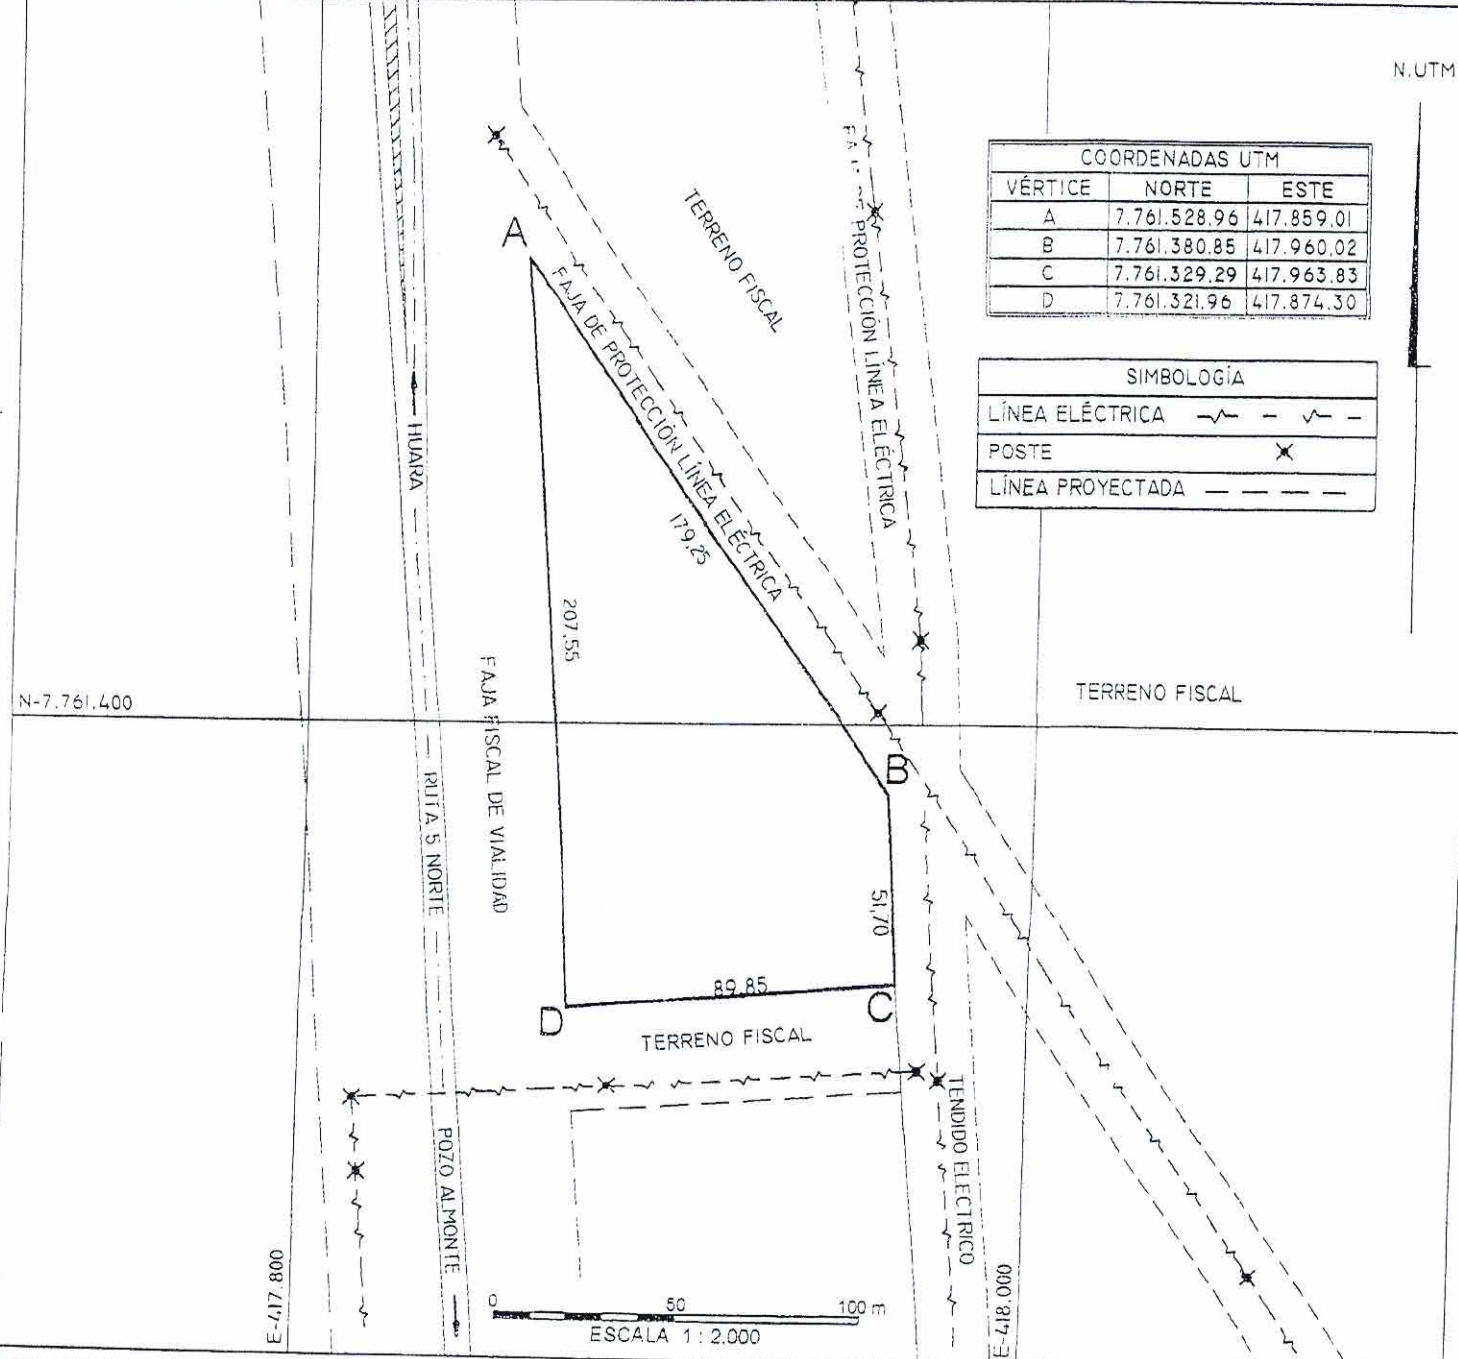 N.UTM
COORDENADAS UTM
VÉRTICE NORTE ESTE
A 7.761.528,96 417.859,01
B 7.761.380,85 417.960,02
C 7.761.329,29 417.963,83
D 7.761.321,96 417.874,30
SIMBOLOGÍA
LÍNEA ELÉCTRICA
POSTE
LÍNEA PROYECTADA
TERRENO FISCAL
PROTECCIÓN LÍNEA ELÉCTRICA
A
FAJA DE PROTECCIÓN LÍNEA ELÉCTRICA
179,25
HUARA
207,55
FAJA FISCAL DE VIALIDAD
N-7.761.400
TERRENO FISCAL
B
RUTA 5 NORTE
51,70
89,85
D
C
TERRENO FISCAL
TENDIDO ELECTRICO
POZO ALMONTE
E-417.800
E-418.000
0 50 100 m
ESCALA 1 : 2.000